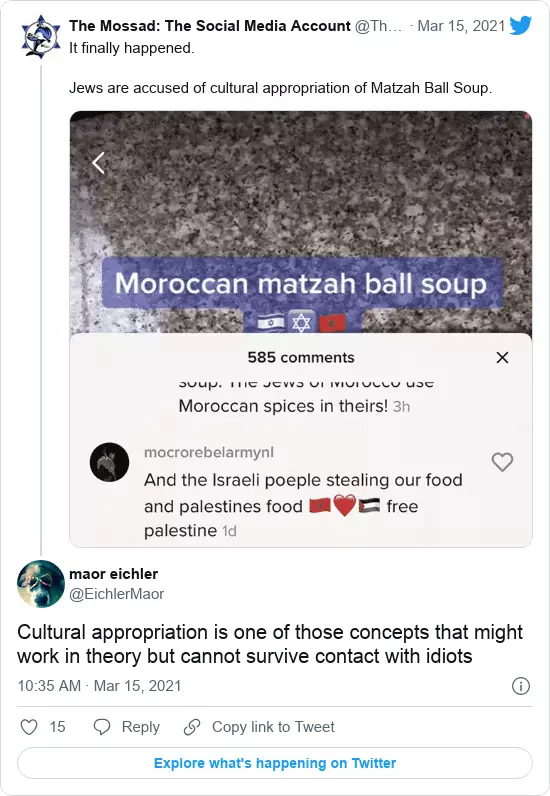 The Mossad: The Social Media Account @Th... · Mar 15, 2021
It finally happened.
Jews are accused of cultural appropriation of Matzah Ball Soup.
Moroccan matzah ball soup
585 comments
soup. The Jews of Morocco use
Moroccan spices in theirs! 3h
mocrorebelarmynl
And the Israeli poeple stealing our food
and palestines food 🇲🇦❤️🇵🇸 free
palestine 1d
maor eichler
@EichlerMaor
Cultural appropriation is one of those concepts that might
work in theory but cannot survive contact with idiots
10:35 AM · Mar 15, 2021
15 Reply Copy link to Tweet
Explore what's happening on Twitter